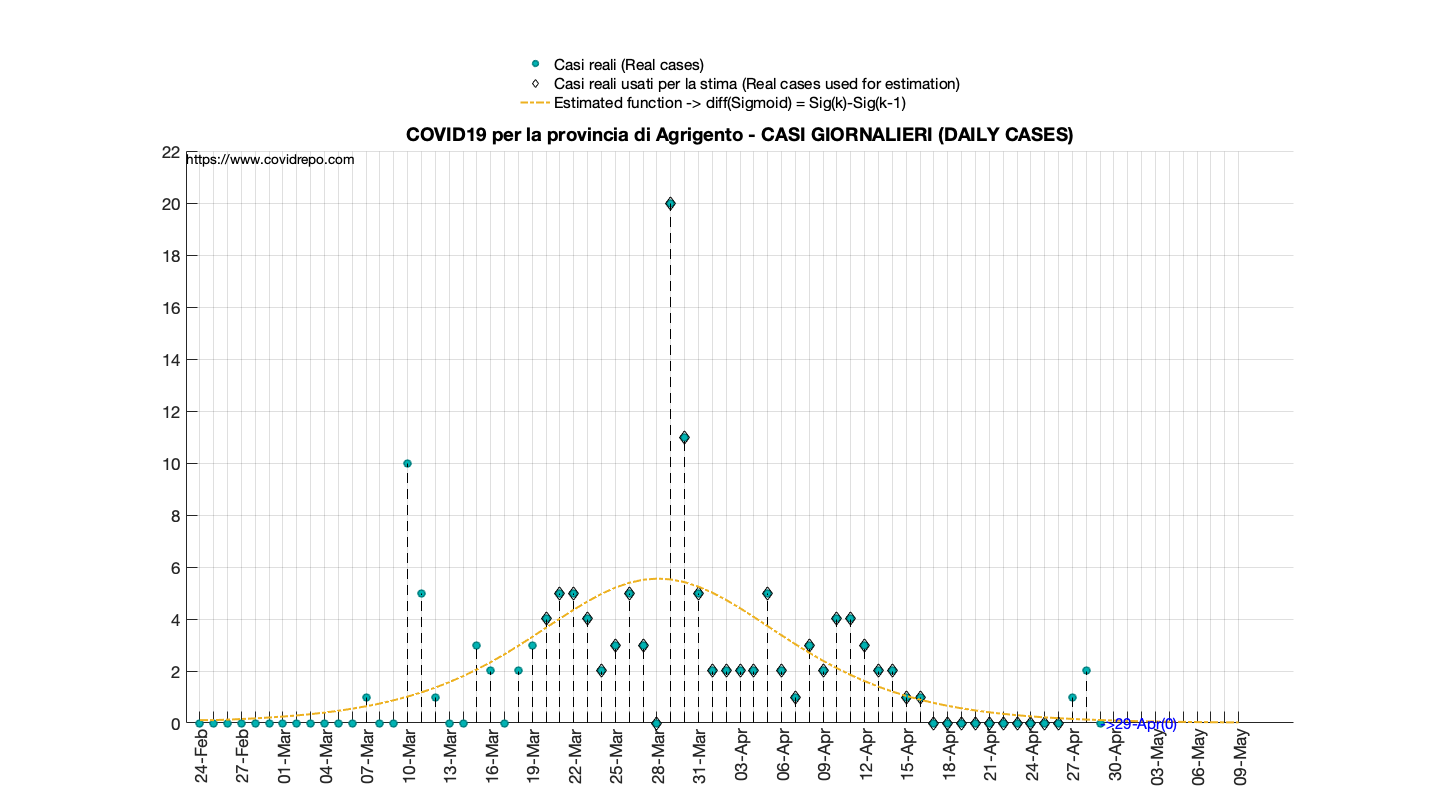 Casi reali (Real cases)
Casi reali usati per la stima (Real cases used for estimation)
Estimated function -> diff(Sigmoid) = Sig(k)-Sig(k-1)
COVID19 per la provincia di Agrigento - CASI GIORNALIERI (DAILY CASES)
https://www.covidrepo.com
22
20
18
16
14
12
10
8
6
4
2
0
->29-Apr(0)
24-Feb
27-Feb
01-Mar
04-Mar
07-Mar
10-Mar
13-Mar
16-Mar
19-Mar
22-Mar
25-Mar
28-Mar
31-Mar
03-Apr
06-Apr
09-Apr
12-Apr
15-Apr
18-Apr
21-Apr
24-Apr
27-Apr
30-Apr
03-May
06-May
09-May